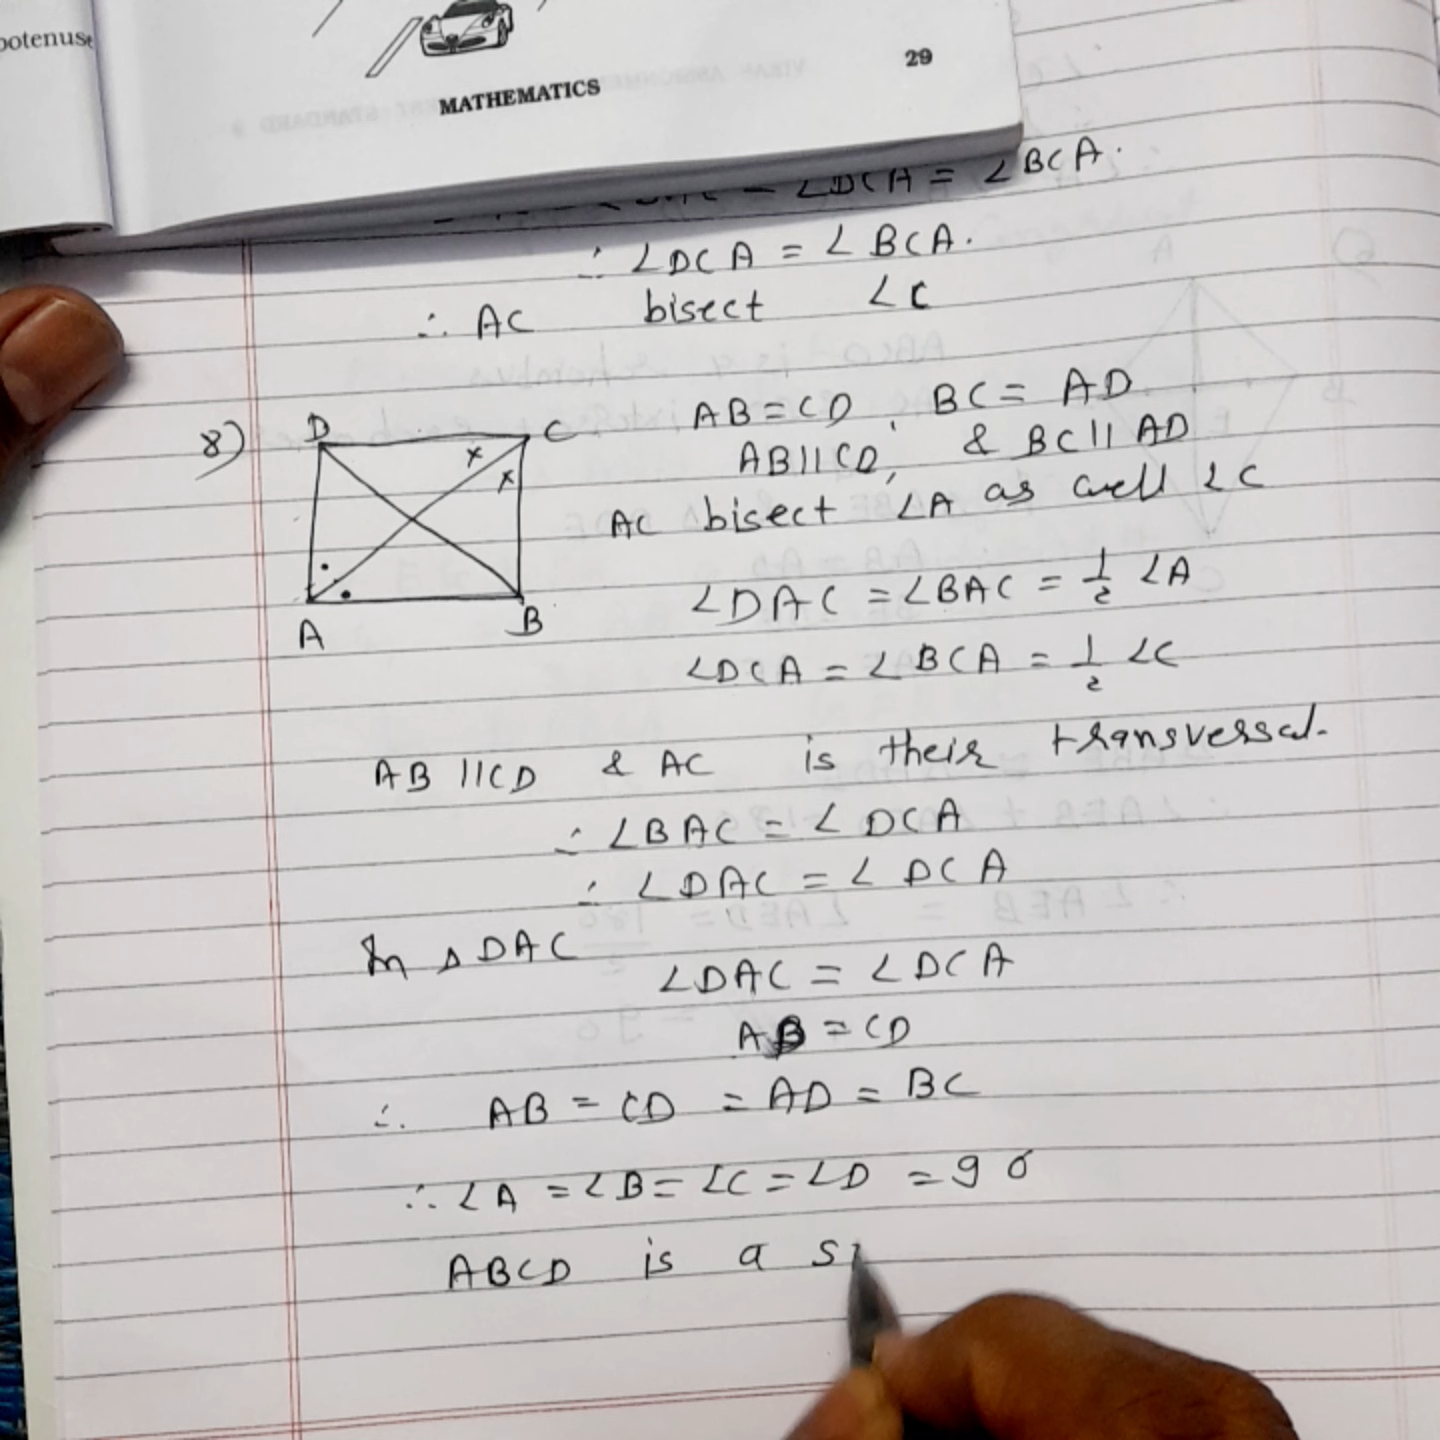 29
MATHEMATICS
∠DCA = ∠BCA.
∴ ∠DCA = ∠BCA.
∴ AC bisect ∠C
8)
D C
A B
AB = CD, BC = AD
AB || CD, & BC || AD
AC bisect ∠A as well ∠C
∠DAC = ∠BAC = 1/2 ∠A
∠DCA = ∠BCA = 1/2 ∠C
AB || CD & AC is their transversal.
∴ ∠BAC = ∠DCA
∴ ∠DAC = ∠DCA
In △DAC
∠DAC = ∠DCA
AB = CD
∴ AB = CD = AD = BC
∴ ∠A = ∠B = ∠C = ∠D = 90
ABCD is a